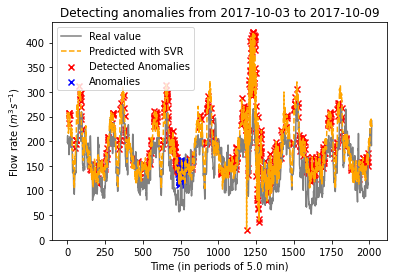 Detecting anomalies from 2017-10-03 to 2017-10-09
Real value
Predicted with SVR
Detected Anomalies
Anomalies
Flow rate (m³ s⁻¹)
400
350
300
250
200
150
100
50
0
0 250 500 750 1000 1250 1500 1750 2000
Time (in periods of 5.0 min)